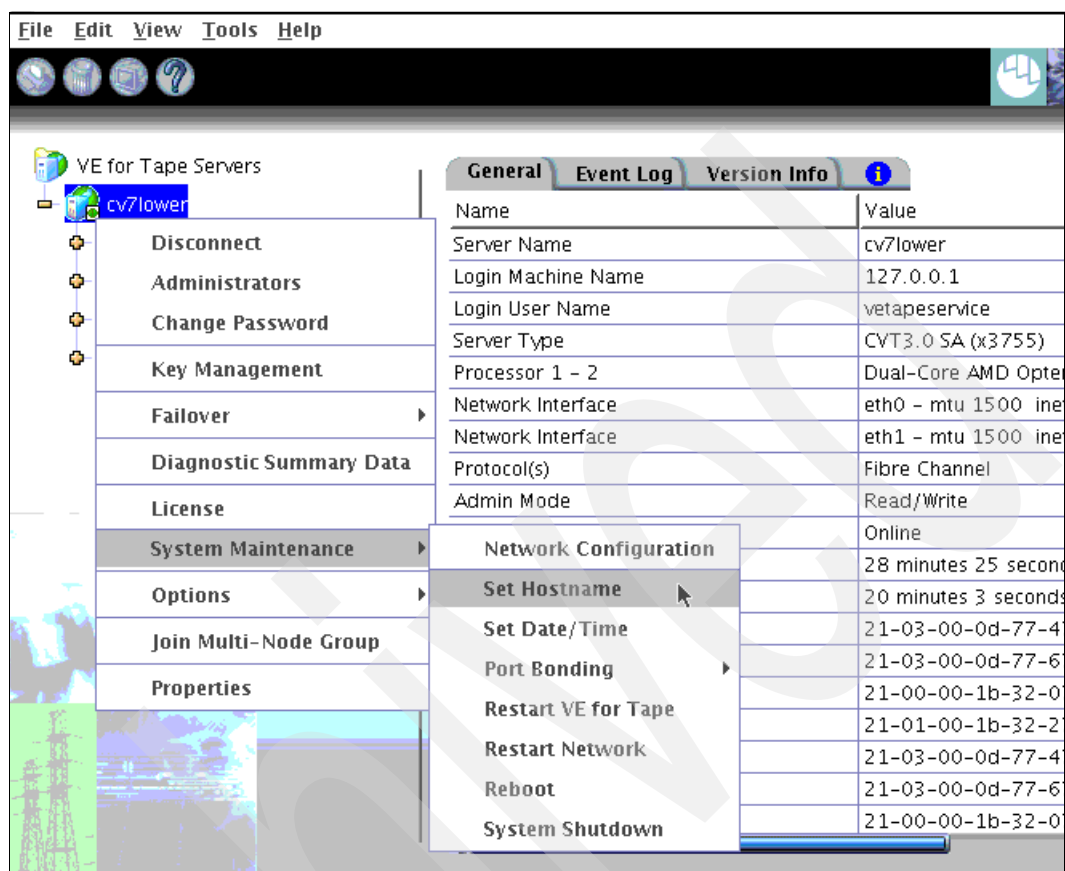 File Edit View Tools Help
VE for Tape Servers
cv7lower
General Event Log Version Info
Name Value
Server Name cv7lower
Login Machine Name 127.0.0.1
Login User Name vetapeservice
Server Type CVT3.0 SA (x3755)
Processor 1 - 2 Dual-Core AMD
Network Interface eth0 - mtu 1500
Network Interface eth1 - mtu 1500
Protocol(s) Fibre Channel
Admin Mode Read/Write
Online
28 minutes 25
20 minutes 3 seconds
21-03-00-0d-77-4
21-03-00-0d-77-6
21-00-00-1b-32-0
21-01-00-1b-32-2
21-03-00-0d-77-4
21-03-00-0d-77-6
21-00-00-1b-32-0
Disconnect
Administrators
Change Password
Key Management
Failover
Diagnostic Summary Data
License
System Maintenance
Options
Join Multi-Node Group
Properties
Network Configuration
Set Hostname
Set Date/Time
Port Bonding
Restart VE for Tape
Restart Network
Reboot
System Shutdown